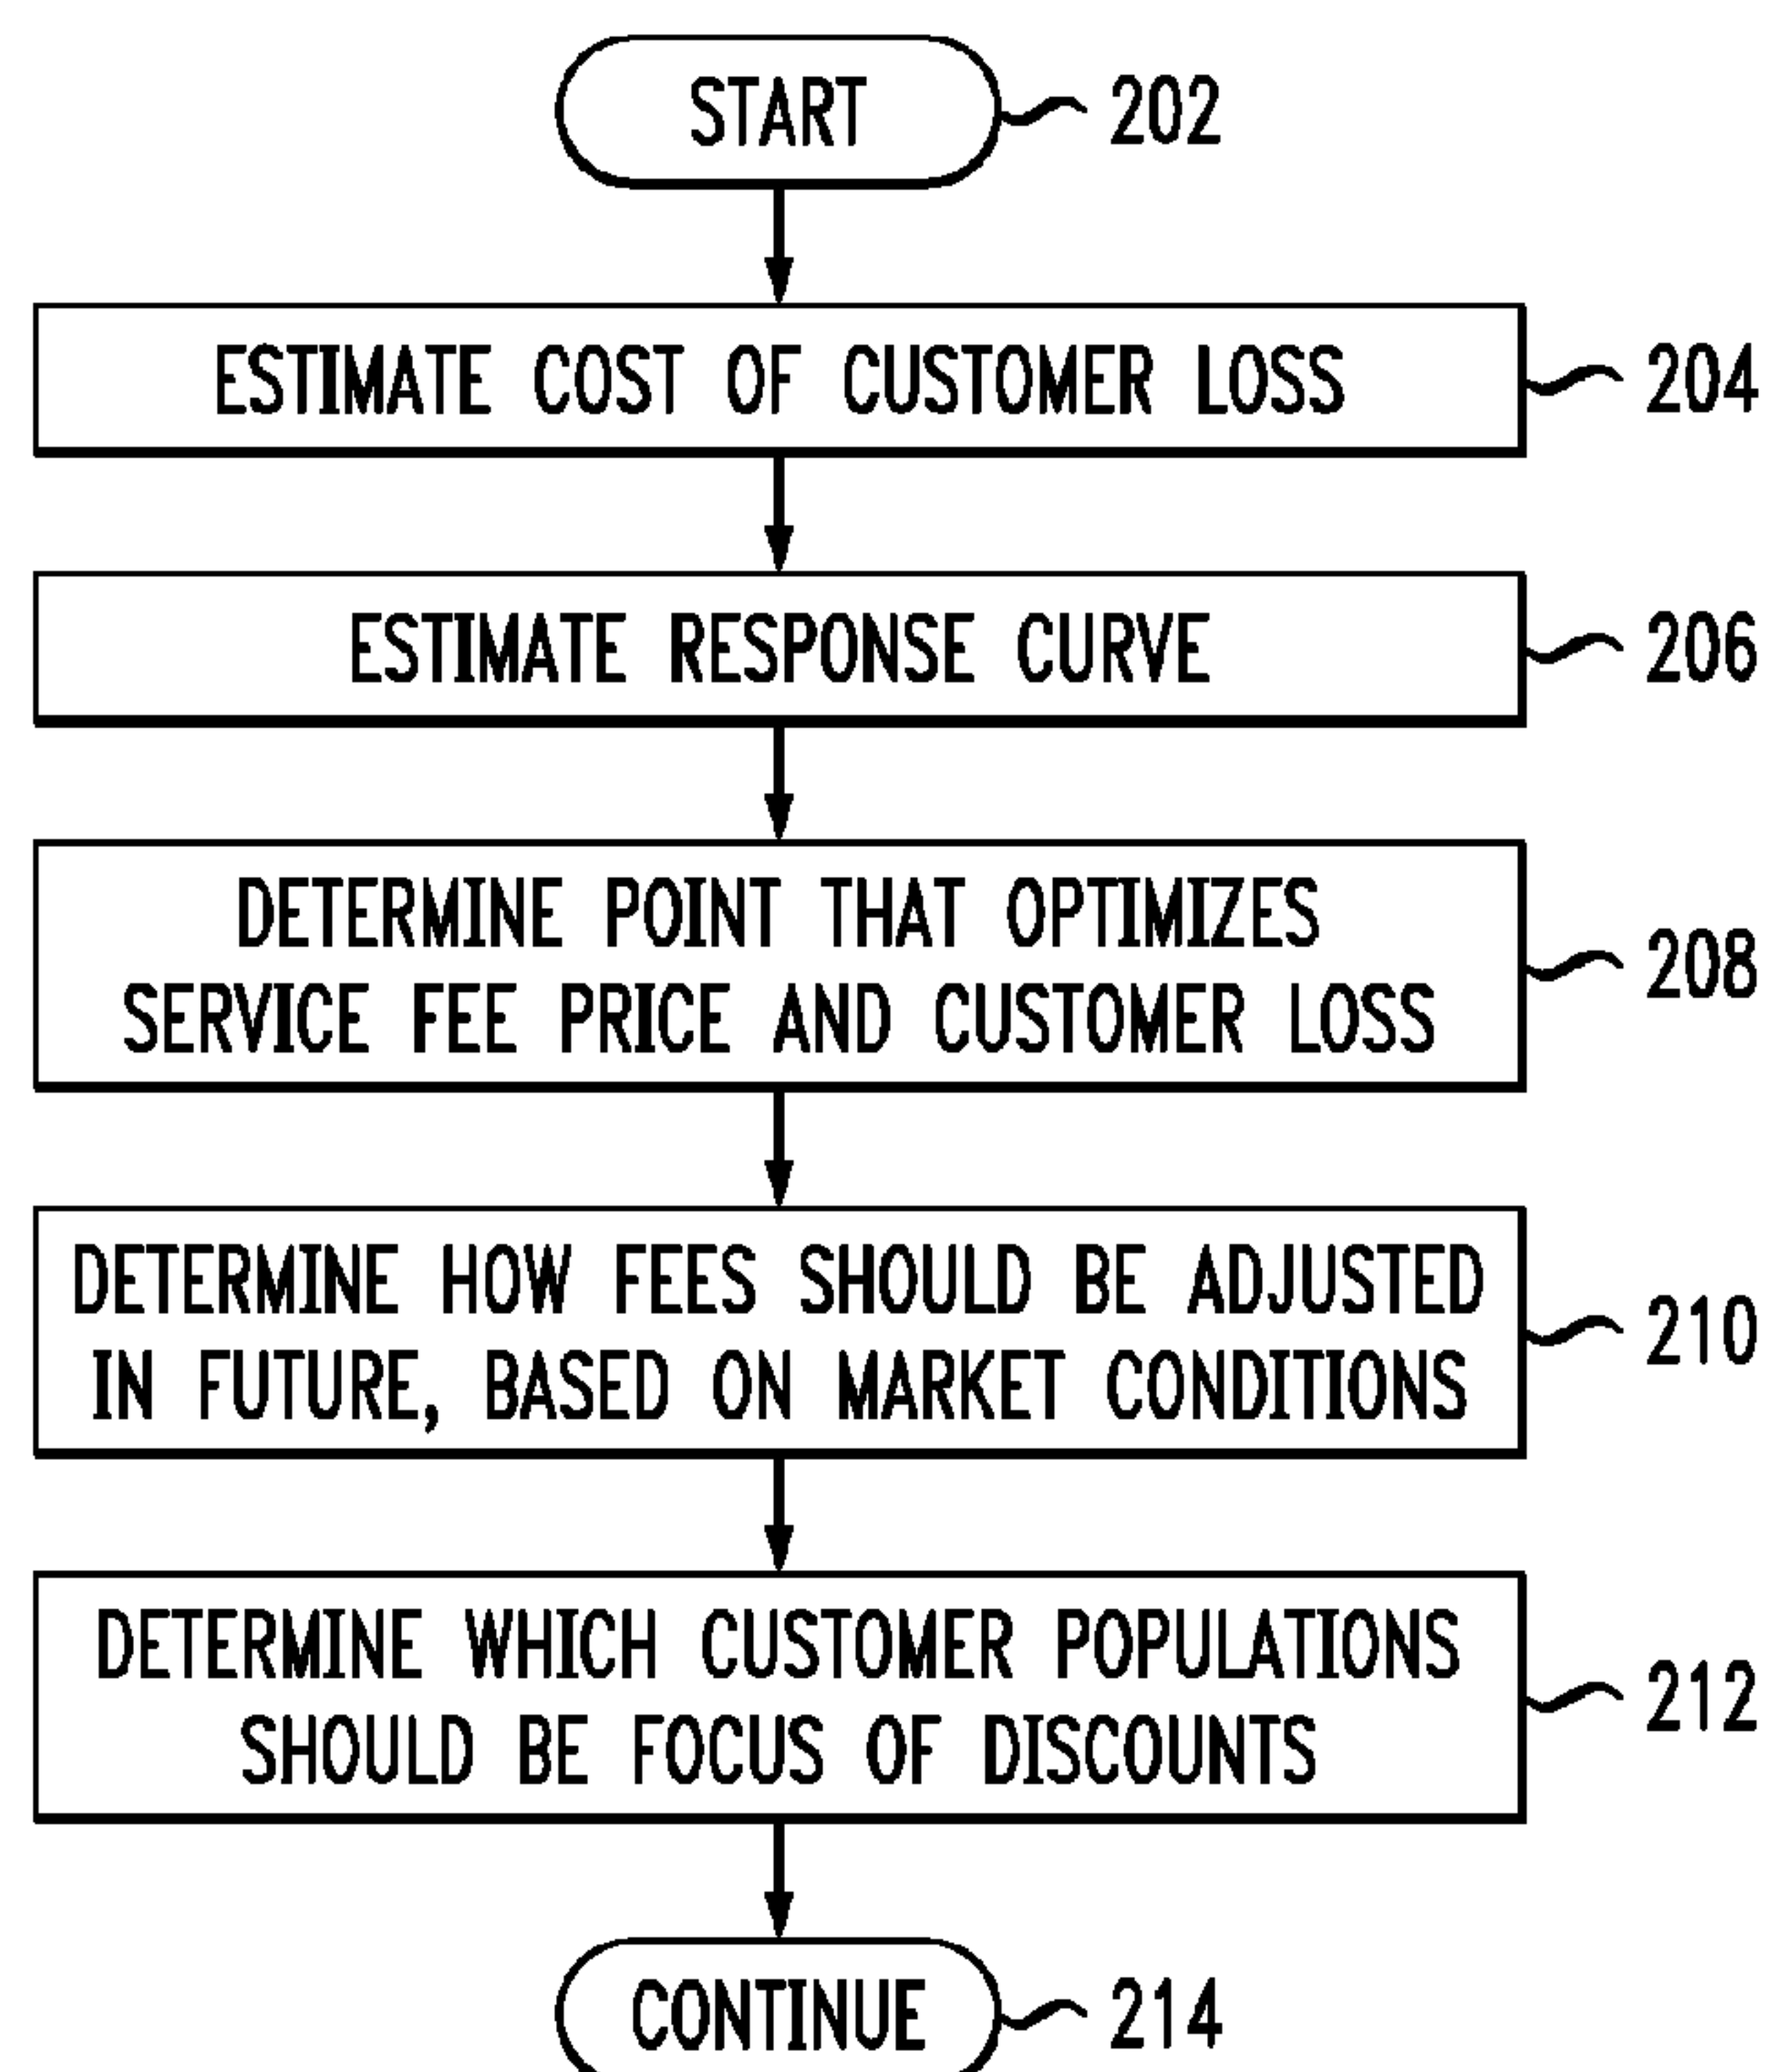 START 202
ESTIMATE COST OF CUSTOMER LOSS 204
ESTIMATE RESPONSE CURVE 206
DETERMINE POINT THAT OPTIMIZES
SERVICE FEE PRICE AND CUSTOMER LOSS
208
DETERMINE HOW FEES SHOULD BE ADJUSTED
IN FUTURE, BASED ON MARKET CONDITIONS
210
DETERMINE WHICH CUSTOMER POPULATIONS
SHOULD BE FOCUS OF DISCOUNTS
212
CONTINUE 214